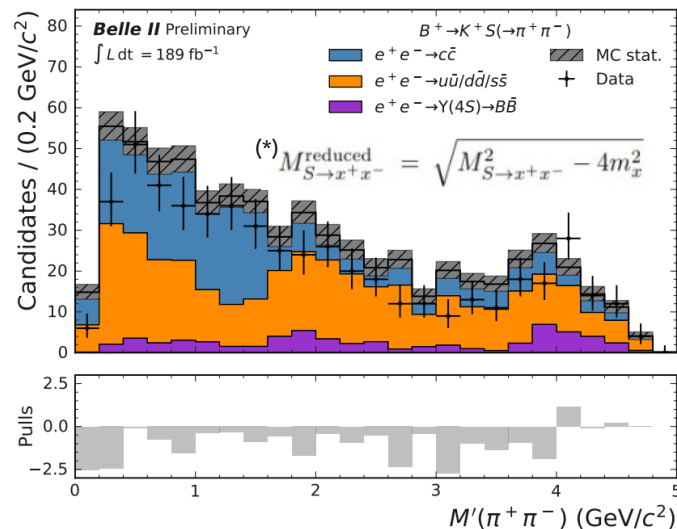 Belle II Preliminary
∫ L dt = 189 fb⁻¹
B⁺→K⁺S(→π⁺π⁻)
e⁺e⁻→cc̄
e⁺e⁻→uū/dd̄/ss̄
e⁺e⁻→Υ(4S)→BB̄
MC stat.
Data
(*) M^reduced_{S→x⁺x⁻} = √(M²_{S→x⁺x⁻} − 4m²_x)
Candidates / (0.2 GeV/c²)
80
70
60
50
40
30
20
10
0
Pulls
2.5
0.0
−2.5
0 1 2 3 4 5
M′(π⁺π⁻) (GeV/c²)